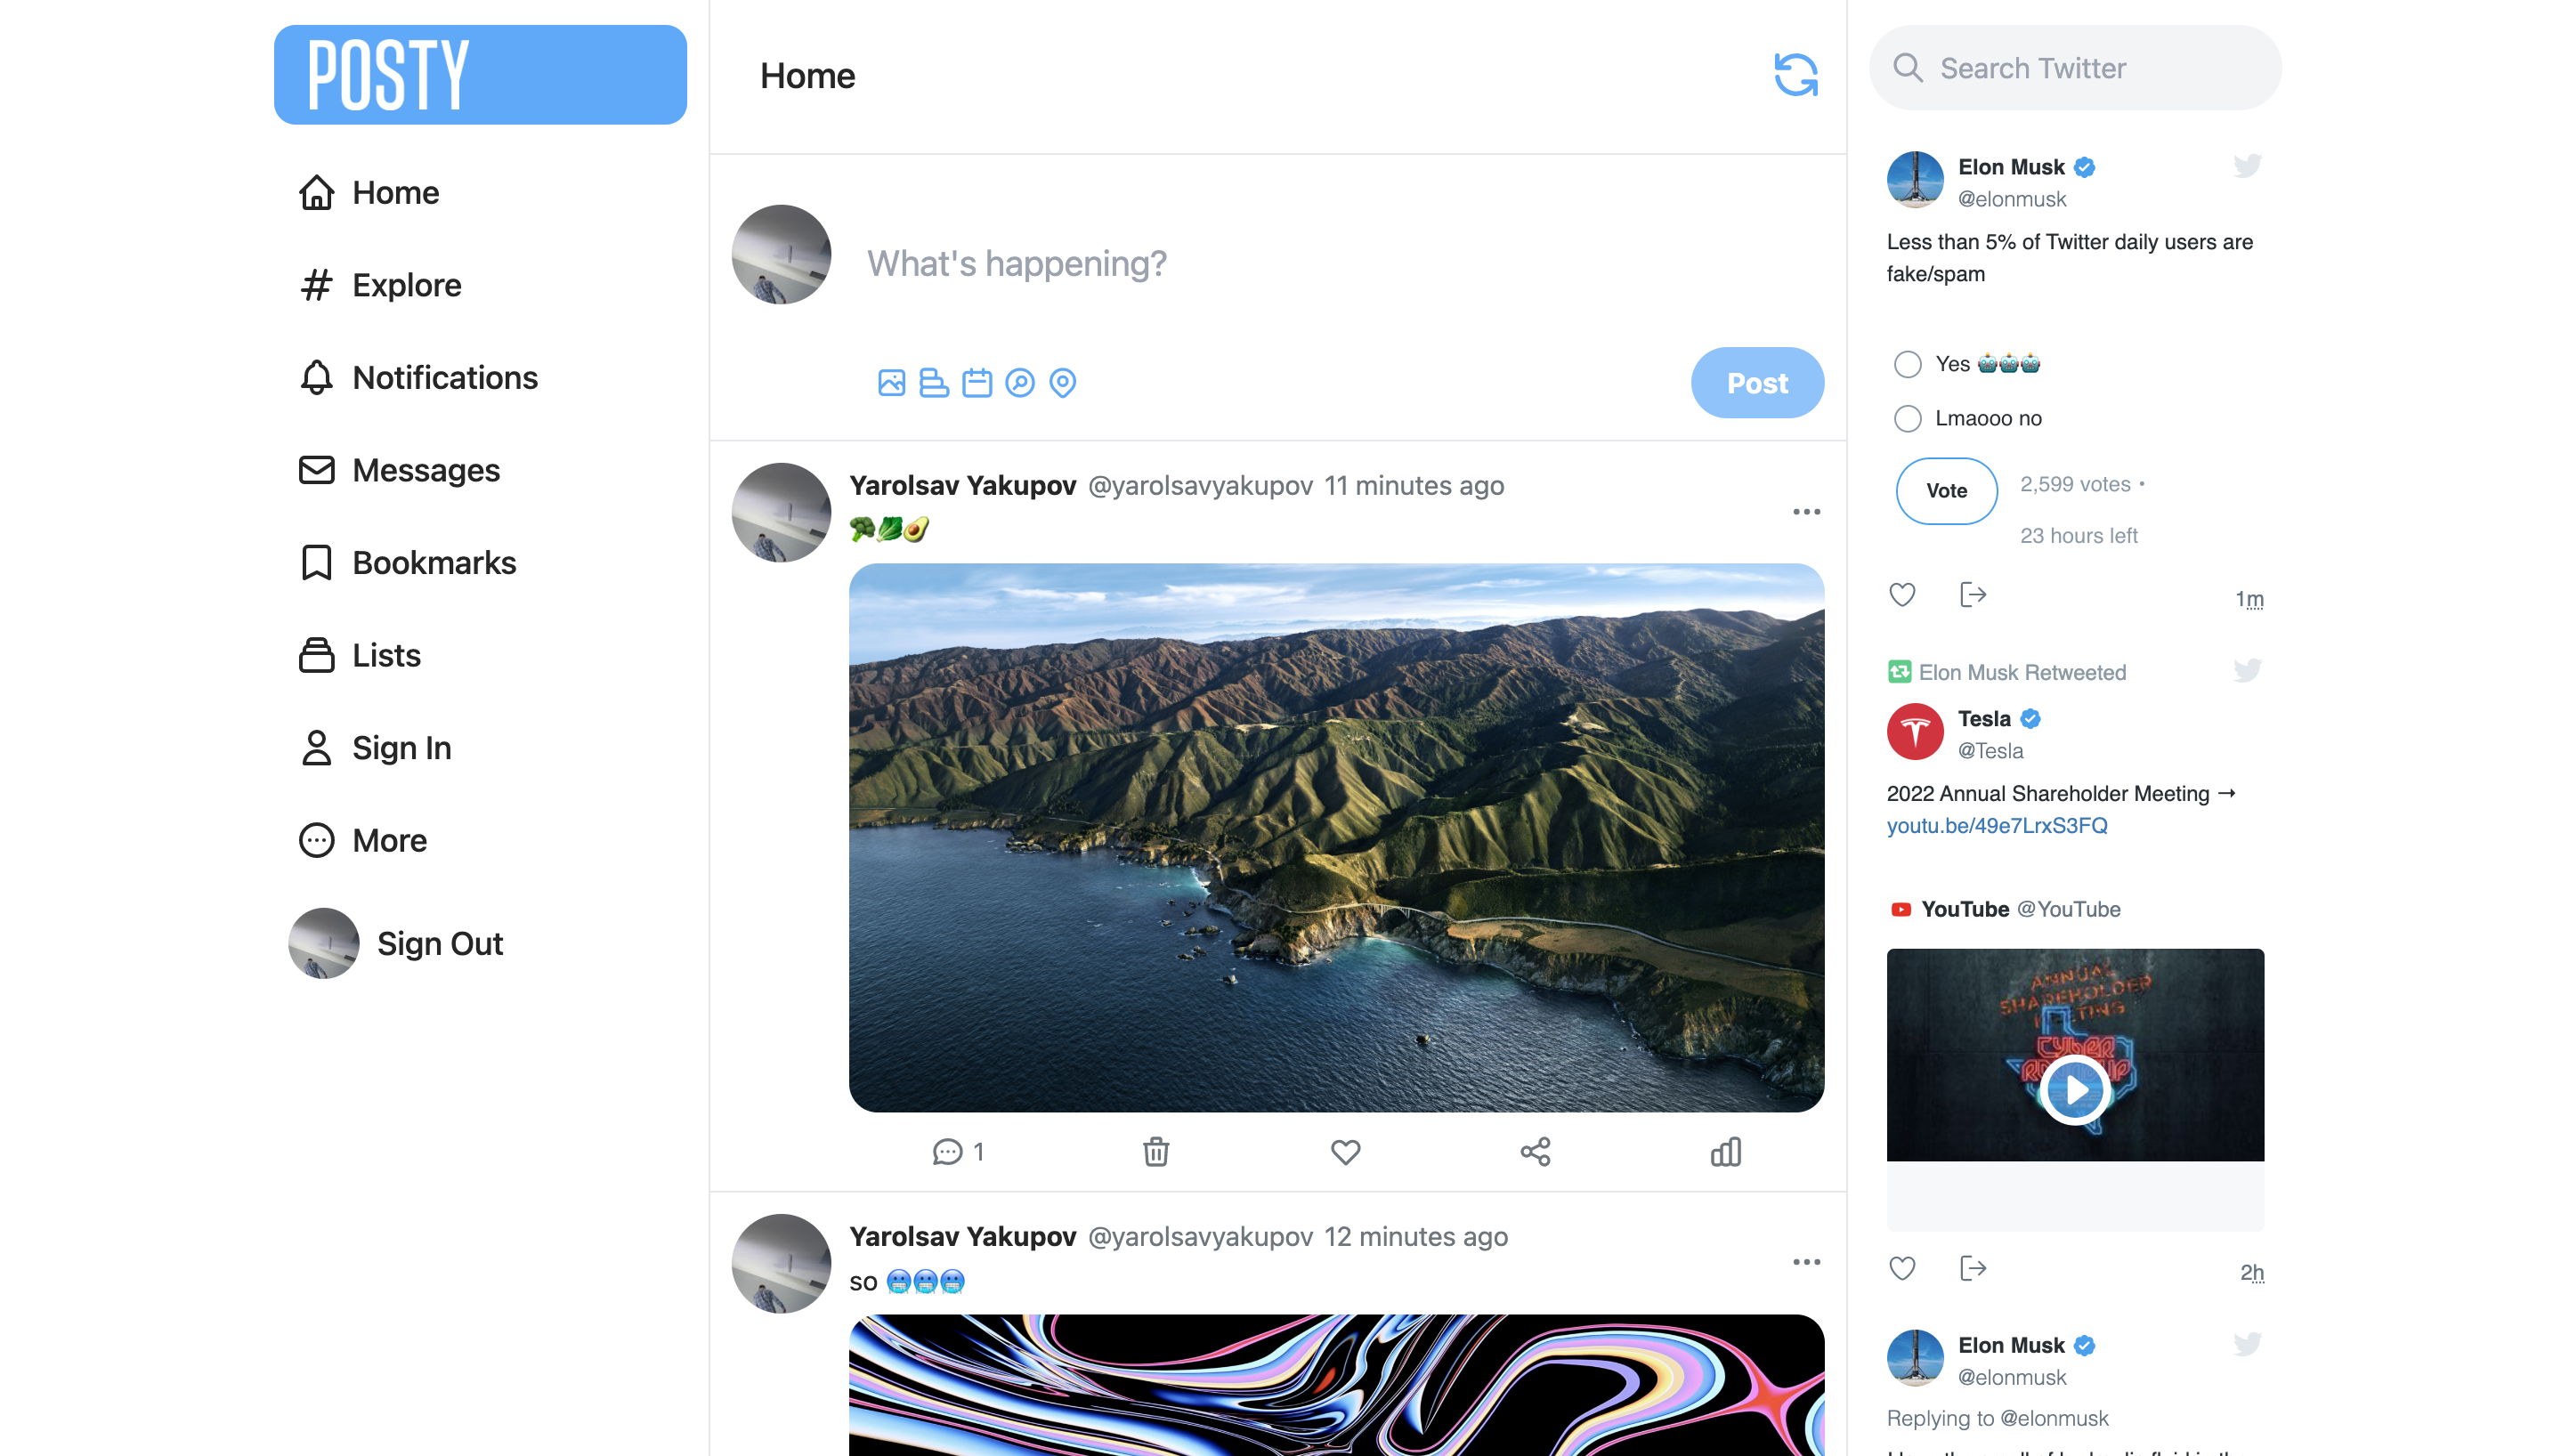 POSTY
Home
Explore
Notifications
Messages
Bookmarks
Lists
Sign In
More
Sign Out
Home
What's happening?
Post
Yarolsav Yakupov @yarolsavyakupov 11 minutes ago
🥦🥬🥑
1
Yarolsav Yakupov @yarolsavyakupov 12 minutes ago
so 🥶🥶🥶
Search Twitter
Elon Musk
@elonmusk
Less than 5% of Twitter daily users are
fake/spam
Yes 🤖🤖🤖
Lmaooo no
Vote
2,599 votes •
23 hours left
1m
Elon Musk Retweeted
Tesla
@Tesla
2022 Annual Shareholder Meeting →
youtu.be/49e7LrxS3FQ
YouTube @YouTube
ANNUAL
SHAREHOLDER
MEETING
CYBER
2h
Elon Musk
@elonmusk
Replying to @elonmusk